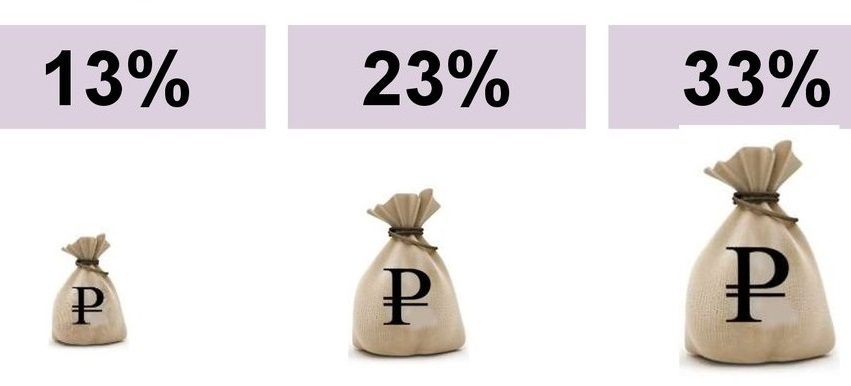 13% 23% 33%
₽ ₽ ₽